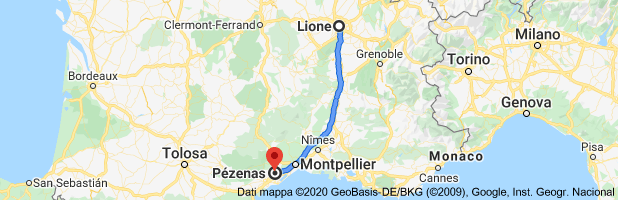 Clermont-Ferrand
Lione
Milano
Grenoble
Torino
Bordeaux
Genova
Nîmes
Monaco
Pisa
Tolosa
Montpellier
Pézenas
Cannes
San Sebastián
Dati mappa ©2020 GeoBasis-DE/BKG (©2009), Google, Inst. Geogr. Nacional